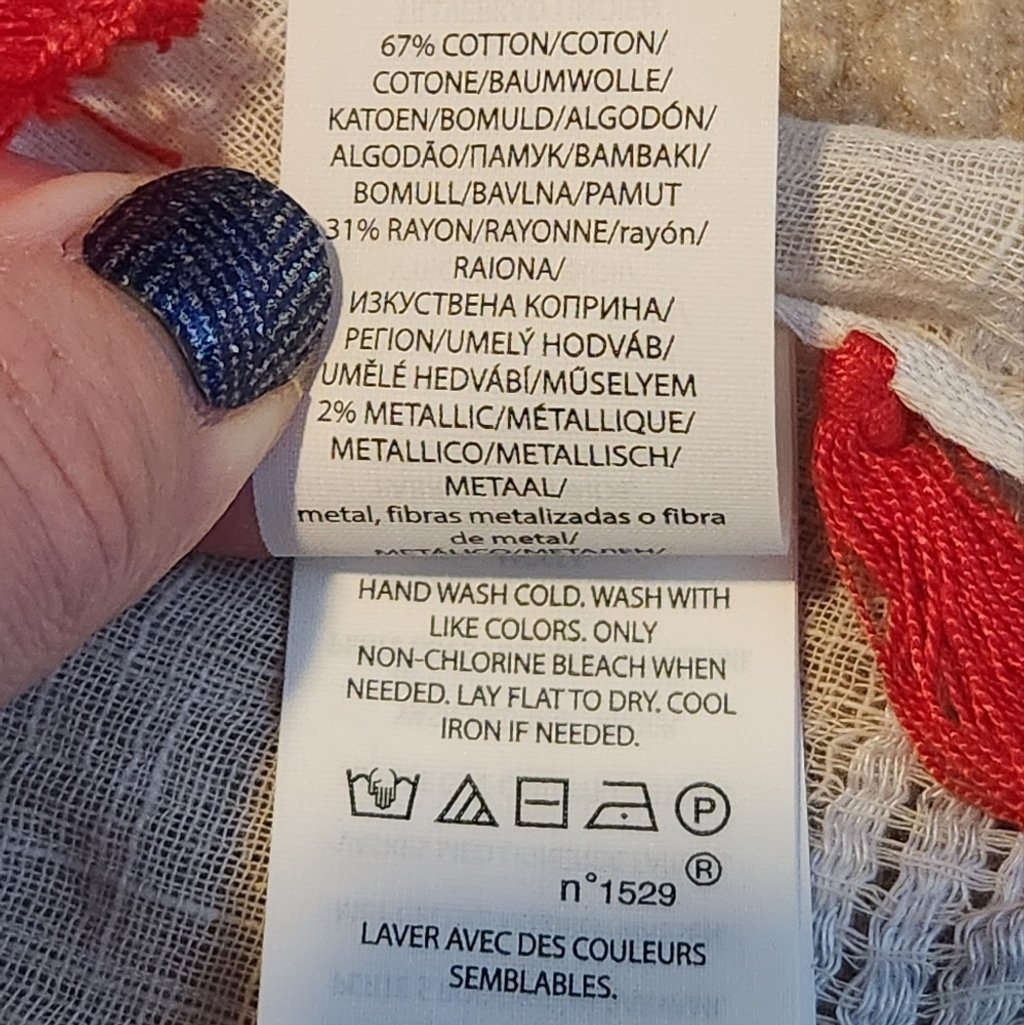 67% COTTON/COTON/
COTONE/BAUMWOLLE/
KATOEN/BOMULD/ALGODÓN/
ALGODÃO/ПАМУК/BAMBAKI/
BOMULL/BAVLNA/PAMUT
31% RAYON/RAYONNE/rayón/
RAIONA/
ИЗКУСТВЕНА КОПРИНА/
ΡΕΓΙΟΝ/UMELÝ HODVÁB/
UMĚLÉ HEDVÁBÍ/MŰSELYEM
2% METALLIC/MÉTALLIQUE/
METALLICO/METALLISCH/
METAAL/
metal, fibras metalizadas o fibra
de metal/
METÁLICO/МЕТАЛЕН/
HAND WASH COLD. WASH WITH
LIKE COLORS. ONLY
NON-CHLORINE BLEACH WHEN
NEEDED. LAY FLAT TO DRY. COOL
IRON IF NEEDED.
P
®
n°1529
LAVER AVEC DES COULEURS
SEMBLABLES.